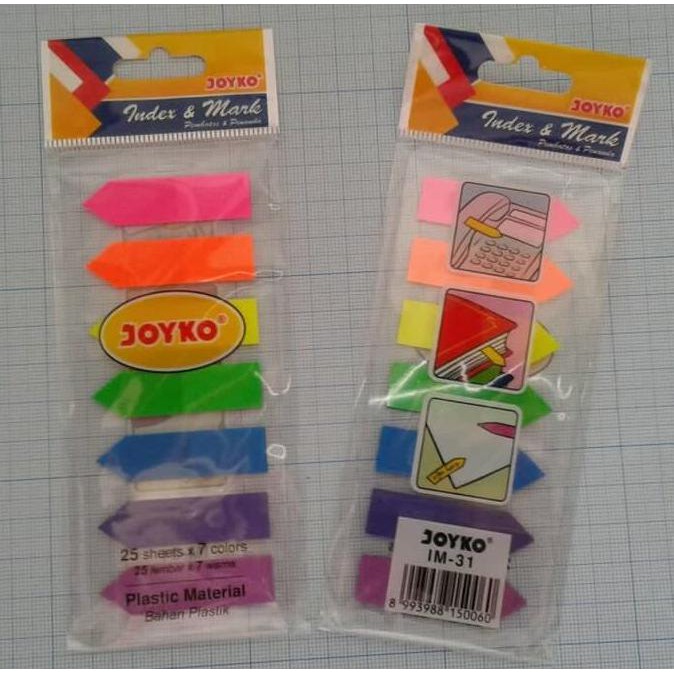 JOYKO®
Index & Mark
Pembatas & Penanda
JOYKO®
25 sheets x 7 colors
25 lembar x 7 warna
Plastic Material
Bahan Plastik
JOYKO®
Index & Mark
Pembatas & Penanda
JOYKO®
IM-31
8 993988 150060